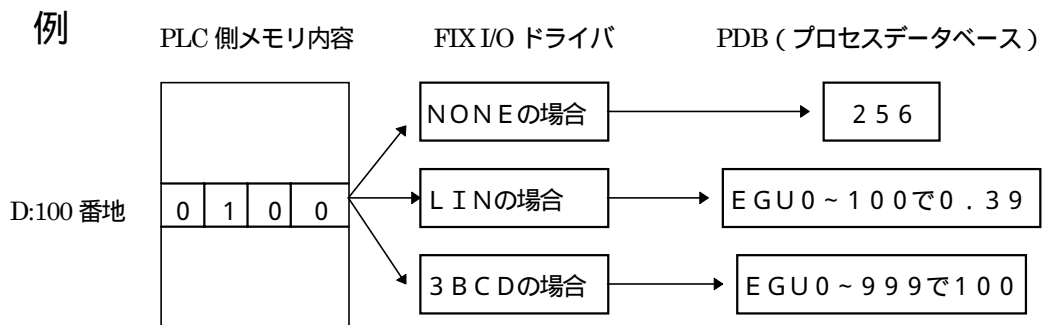 例
PLC 側メモリ内容 FIX I/O ドライバ PDB ( プロセスデータベース )
NONEの場合 256
D:100 番地 0 1 0 0 LINの場合 EGU0~100で0.39
3BCDの場合 EGU0~999で100